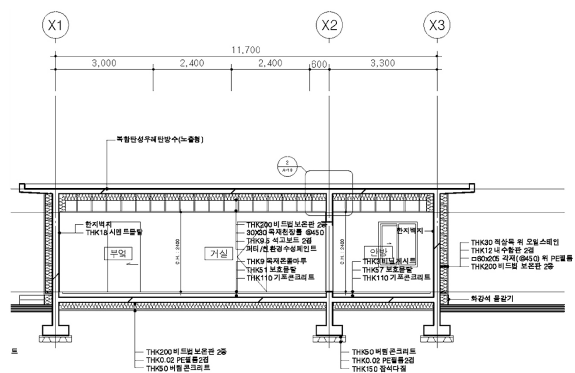 X1
X2
X3
11,700
3,000
2,400
2,400
600
3,300
복합탄성우레탄방수(노출형)
2
한지벽지
THK18 시멘트몰탈
부엌
거실
C.H: 2400
THK200 비드법 보온판 2종
30X30 목재천장틀 @450
THK9.5 석고보드 2겹
퍼티/친환경수성페인트
THK9 목재온돌마루
THK51 보호몰탈
THK110 기포콘크리트
C.H: 2400
안방
한지벽지
THK3 비닐계시트
THK57 보호몰탈
THK110 기포콘크리트
THK30 적삼목 위 오일스테인
THK12 내수합판 2겹
□60x205 각재(@450) 위 PE필름
THK200 비드법 보온판 2종
화강석 물갈기
THK200 비드법 보온판 2종
THK0.02 PE필름2겹
THK50 버림콘크리트
THK50 버림콘크리트
THK0.02 PE필름2겹
THK150 잡석다짐
트